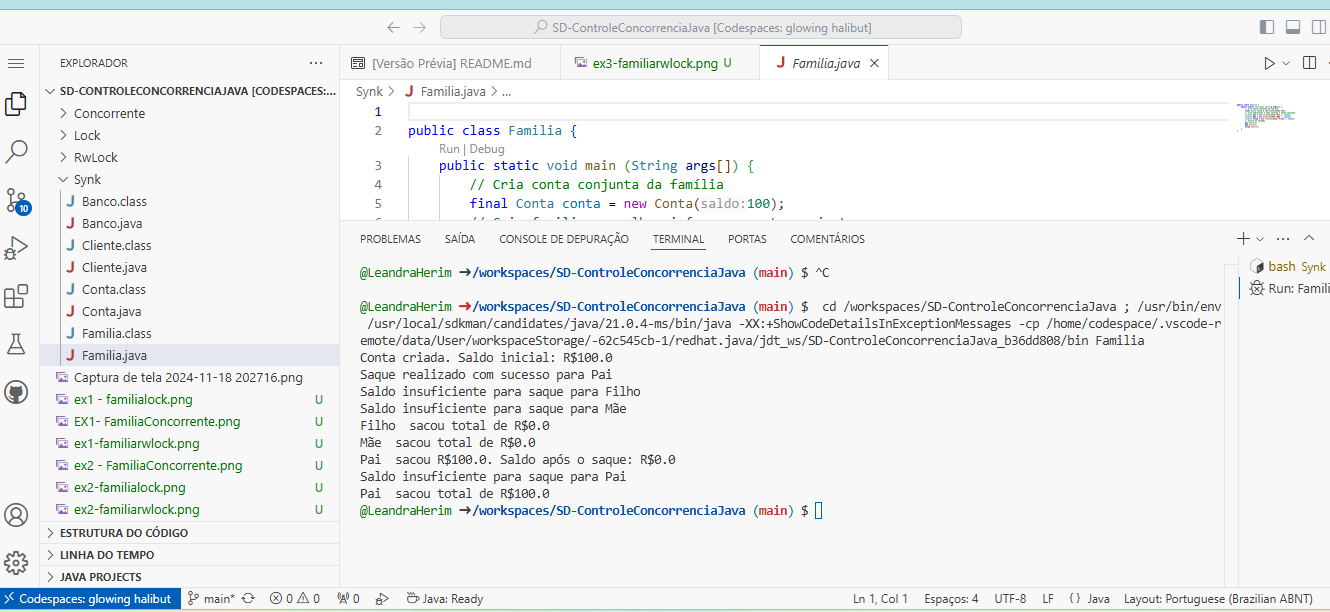 SD-ControleConcorrenciaJava [Codespaces: glowing halibut]
EXPLORADOR
SD-CONTROLECONCORRENCIAJAVA [CODESPACES:...
Concorrente
Lock
RwLock
Synk
Banco.class
Banco.java
Cliente.class
Cliente.java
Conta.class
Conta.java
Familia.class
Familia.java
Captura de tela 2024-11-18 202716.png
ex1 - familialock.png U
EX1- FamiliaConcorrente.png U
ex1-familiarwlock.png U
ex2 - FamiliaConcorrente.png U
ex2-familialock.png U
ex2-familiarwlock.png U
ESTRUTURA DO CÓDIGO
LINHA DO TEMPO
JAVA PROJECTS
10
[Versão Prévia] README.md
ex3-familiarwlock.png U
Familia.java
Synk > Familia.java > ...
1
2 public class Familia {
Run | Debug
3 public static void main (String args[]) {
4 // Cria conta conjunta da família
5 final Conta conta = new Conta(saldo:100);
PROBLEMAS SAÍDA CONSOLE DE DEPURAÇÃO TERMINAL PORTAS COMENTÁRIOS
@LeandraHerim ➜/workspaces/SD-ControleConcorrenciaJava (main) $ ^C
@LeandraHerim ➜/workspaces/SD-ControleConcorrenciaJava (main) $ cd /workspaces/SD-ControleConcorrenciaJava ; /usr/bin/env
/usr/local/sdkman/candidates/java/21.0.4-ms/bin/java -XX:+ShowCodeDetailsInExceptionMessages -cp /home/codespace/.vscode-r
emote/data/User/workspaceStorage/-62c545cb-1/redhat.java/jdt_ws/SD-ControleConcorrenciaJava_b36dd808/bin Familia
Conta criada. Saldo inicial: R$100.0
Saque realizado com sucesso para Pai
Saldo insuficiente para saque para Filho
Saldo insuficiente para saque para Mãe
Filho  sacou total de R$0.0
Mãe  sacou total de R$0.0
Pai  sacou R$100.0. Saldo após o saque: R$0.0
Saldo insuficiente para saque para Pai
Pai  sacou total de R$100.0
@LeandraHerim ➜/workspaces/SD-ControleConcorrenciaJava (main) $
bash Synk
Run: Famili
Codespaces: glowing halibut main* 0 0 0 Java: Ready Ln 1, Col 1 Espaços: 4 UTF-8 LF {} Java Layout: Portuguese (Brazilian ABNT)